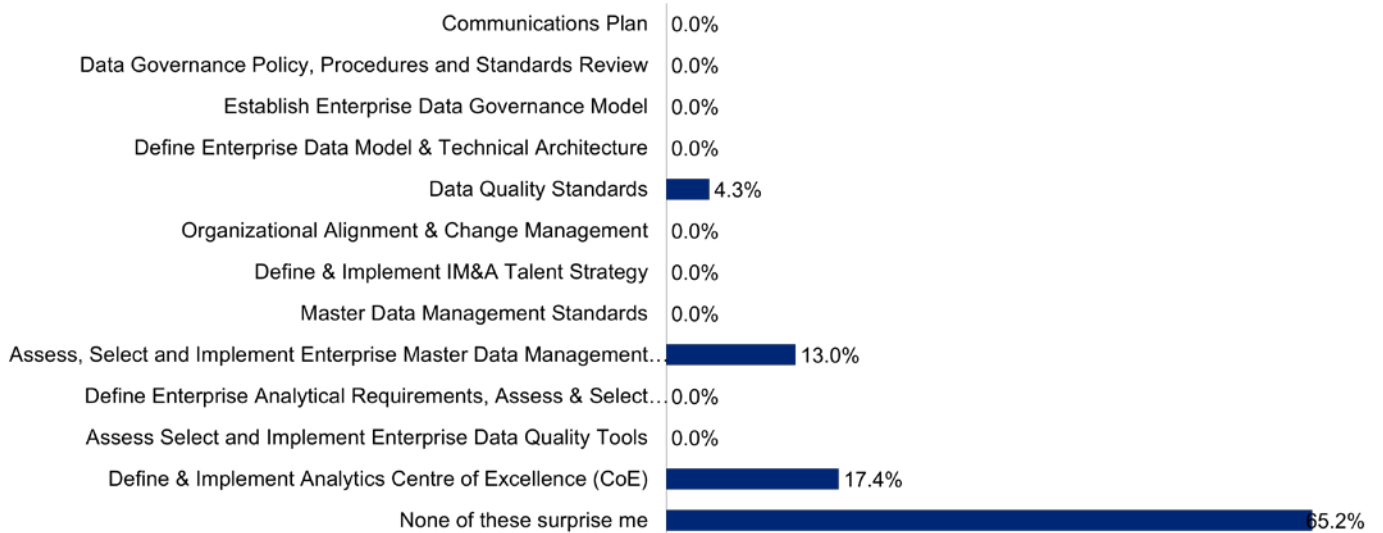 Communications Plan 0.0%
Data Governance Policy, Procedures and Standards Review 0.0%
Establish Enterprise Data Governance Model 0.0%
Define Enterprise Data Model & Technical Architecture 0.0%
Data Quality Standards 4.3%
Organizational Alignment & Change Management 0.0%
Define & Implement IM&A Talent Strategy 0.0%
Master Data Management Standards 0.0%
Assess, Select and Implement Enterprise Master Data Management… 13.0%
Define Enterprise Analytical Requirements, Assess & Select… 0.0%
Assess Select and Implement Enterprise Data Quality Tools 0.0%
Define & Implement Analytics Centre of Excellence (CoE) 17.4%
None of these surprise me 65.2%